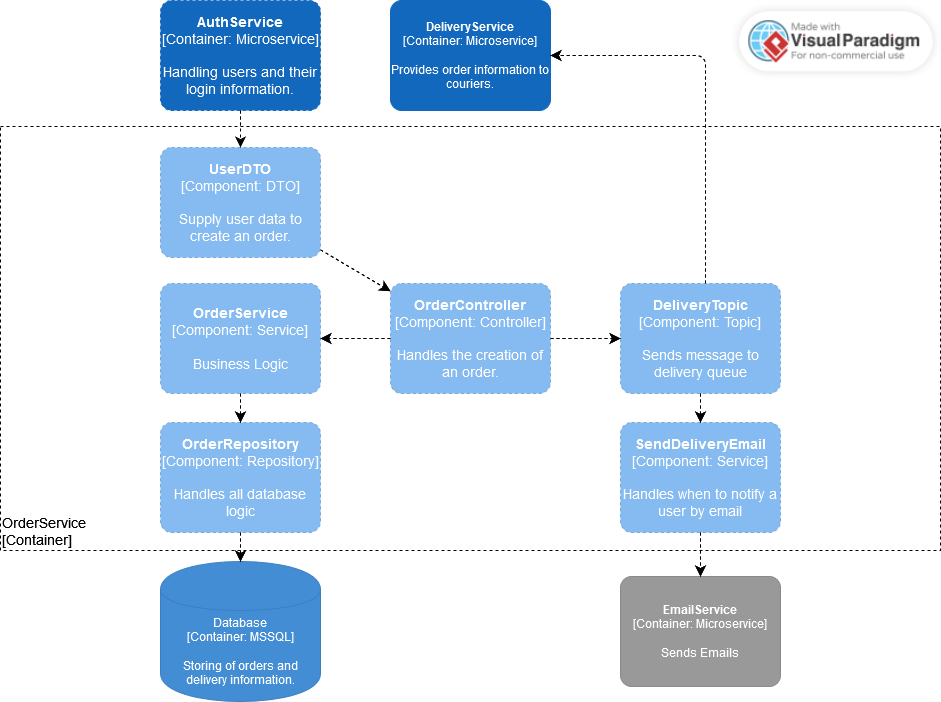 AuthService
[Container: Microservice]
Handling users and their
login information.
DeliveryService
[Container: Microservice]
Provides order information to
couriers.
Made with
Visual Paradigm
For non-commercial use
UserDTO
[Component: DTO]
Supply user data to
create an order.
OrderService
[Component: Service]
Business Logic
OrderController
[Component: Controller]
Handles the creation of
an order.
DeliveryTopic
[Component: Topic]
Sends message to
delivery queue
OrderRepository
[Component: Repository]
Handles all database
logic
SendDeliveryEmail
[Component: Service]
Handles when to notify a
user by email
OrderService
[Container]
Database
[Container: MSSQL]
Storing of orders and
delivery information.
EmailService
[Container: Microservice]
Sends Emails